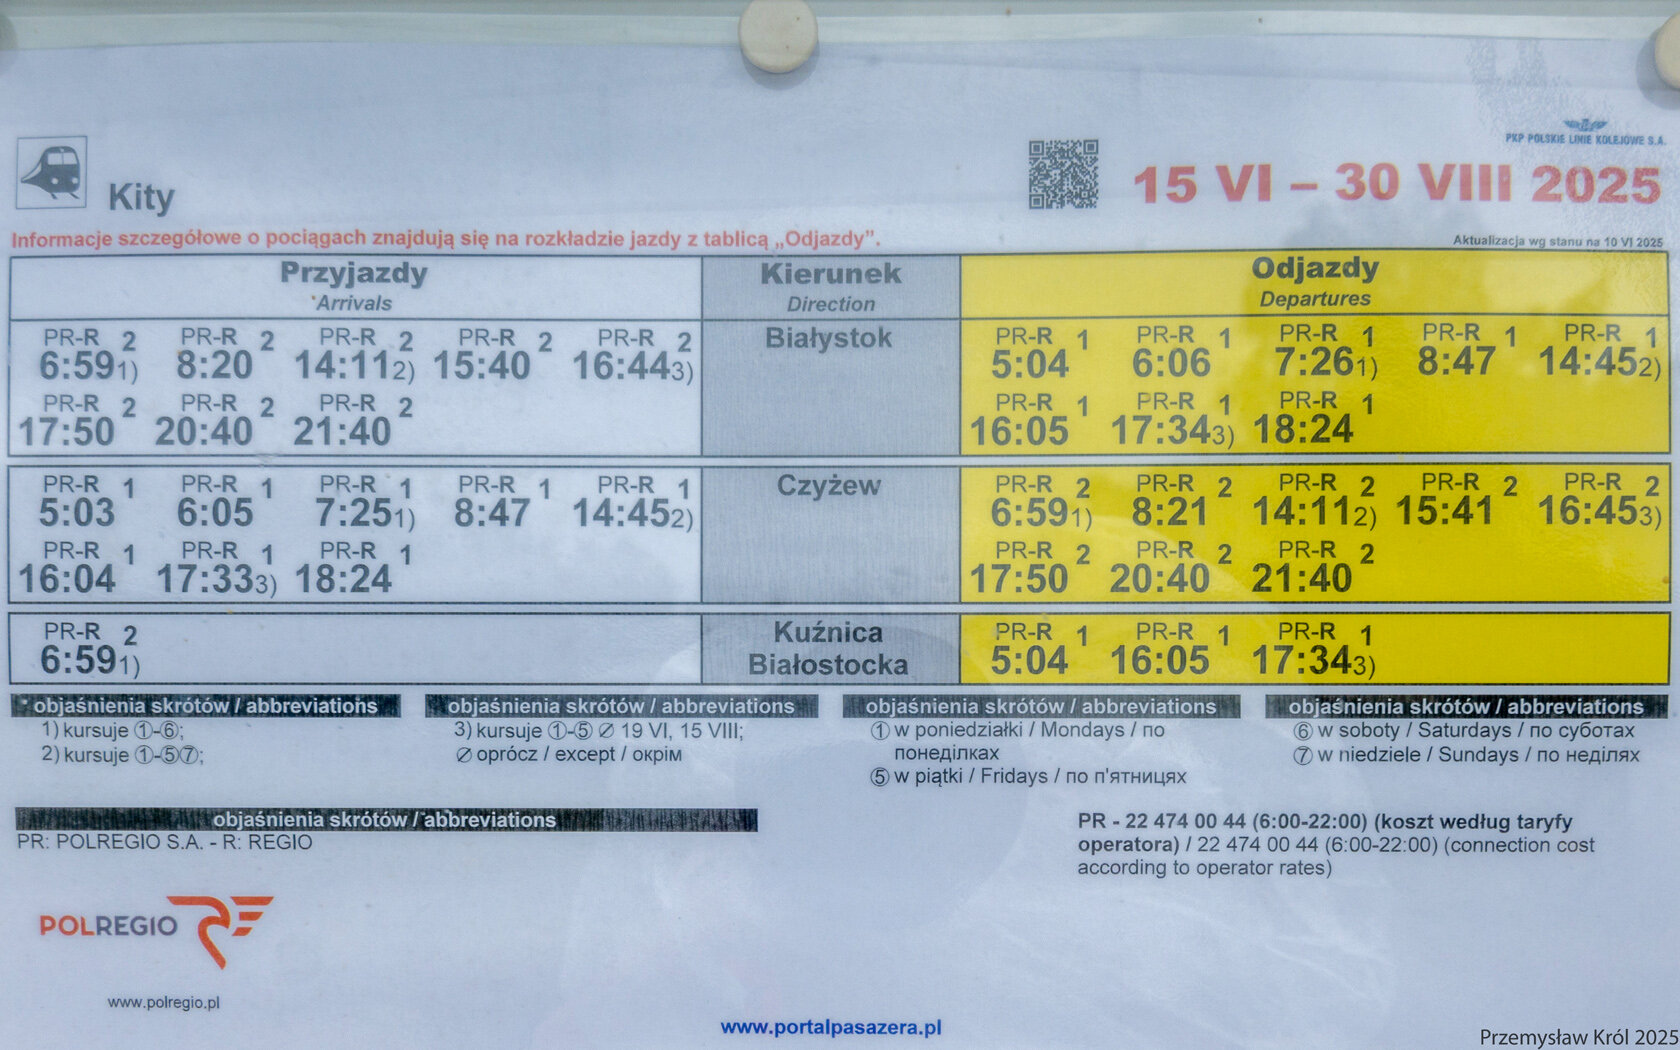 PKP POLSKIE LINIE KOLEJOWE S.A.
Kity
15 VI – 30 VIII 2025
Informacje szczegółowe o pociągach znajdują się na rozkładzie jazdy z tablicą „Odjazdy”.
Aktualizacja wg stanu na 10 VI 2025
Przyjazdy
Arrivals
Kierunek
Direction
Odjazdy
Departures
PR-R 2 PR-R 2 PR-R 2 PR-R 2 PR-R 2
6:59 1) 8:20 14:11 2) 15:40 16:44 3)
PR-R 2 PR-R 2 PR-R 2
17:50 20:40 21:40
Białystok
PR-R 1 PR-R 1 PR-R 1 PR-R 1 PR-R 1
5:04 6:06 7:26 1) 8:47 14:45 2)
PR-R 1 PR-R 1 PR-R 1
16:05 17:34 3) 18:24
PR-R 1 PR-R 1 PR-R 1 PR-R 1 PR-R 1
5:03 6:05 7:25 1) 8:47 14:45 2)
PR-R 1 PR-R 1 PR-R 1
16:04 17:33 3) 18:24
Czyżew
PR-R 2 PR-R 2 PR-R 2 PR-R 2 PR-R 2
6:59 1) 8:21 14:11 2) 15:41 16:45 3)
PR-R 2 PR-R 2 PR-R 2
17:50 20:40 21:40
PR-R 2
6:59 1)
Kuźnica
Białostocka
PR-R 1 PR-R 1 PR-R 1
5:04 16:05 17:34 3)
objaśnienia skrótów / abbreviations
1) kursuje ①-⑥;
2) kursuje ①-⑤⑦;
objaśnienia skrótów / abbreviations
3) kursuje ①-⑤ ∅ 19 VI, 15 VIII;
∅ oprócz / except / окрім
objaśnienia skrótów / abbreviations
① w poniedziałki / Mondays / по
понеділках
⑤ w piątki / Fridays / по п'ятницях
objaśnienia skrótów / abbreviations
⑥ w soboty / Saturdays / по суботах
⑦ w niedziele / Sundays / по неділях
objaśnienia skrótów / abbreviations
PR: POLREGIO S.A. - R: REGIO
PR - 22 474 00 44 (6:00-22:00) (koszt według taryfy
operatora) / 22 474 00 44 (6:00-22:00) (connection cost
according to operator rates)
POLREGIO
www.polregio.pl
www.portalpasazera.pl
Przemysław Król 2025